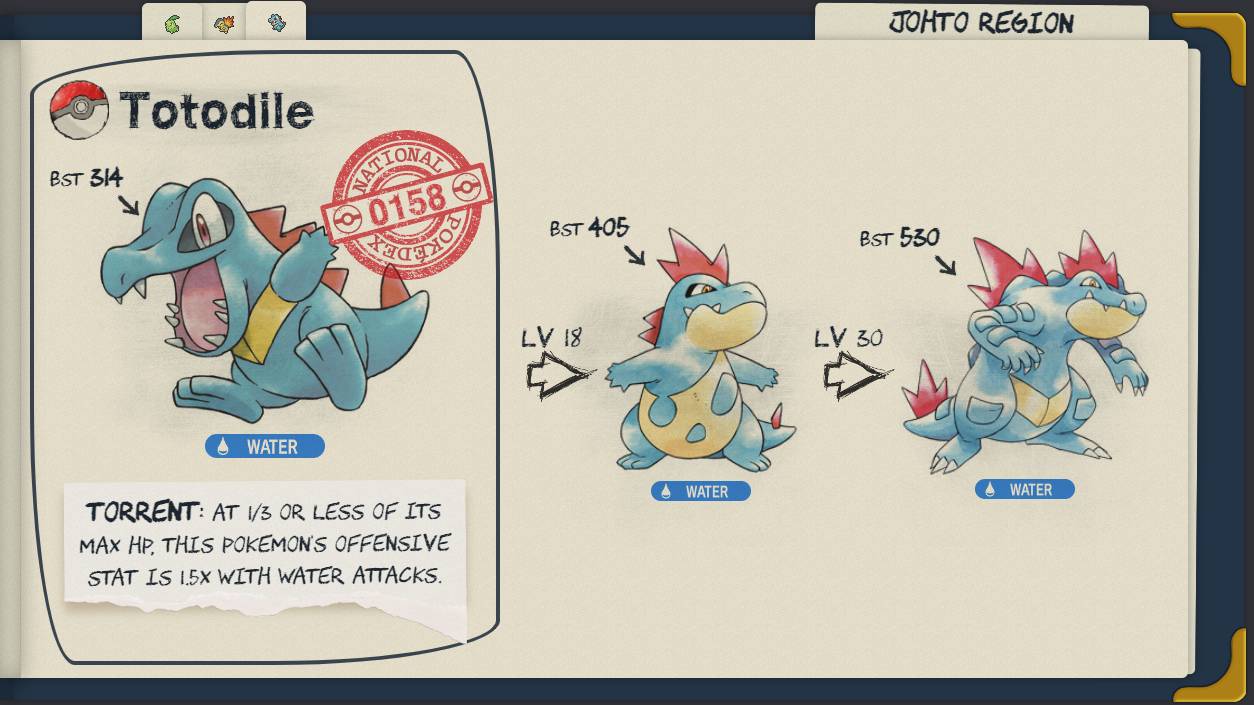 JOHTO REGION
Totodile
NATIONAL
0158
POKÉDEX
BST 314
WATER
TORRENT: AT 1/3 OR LESS OF ITS
MAX HP, THIS POKEMON'S OFFENSIVE
STAT IS 1.5X WITH WATER ATTACKS.
LV 18
BST 405
WATER
LV 30
BST 530
WATER